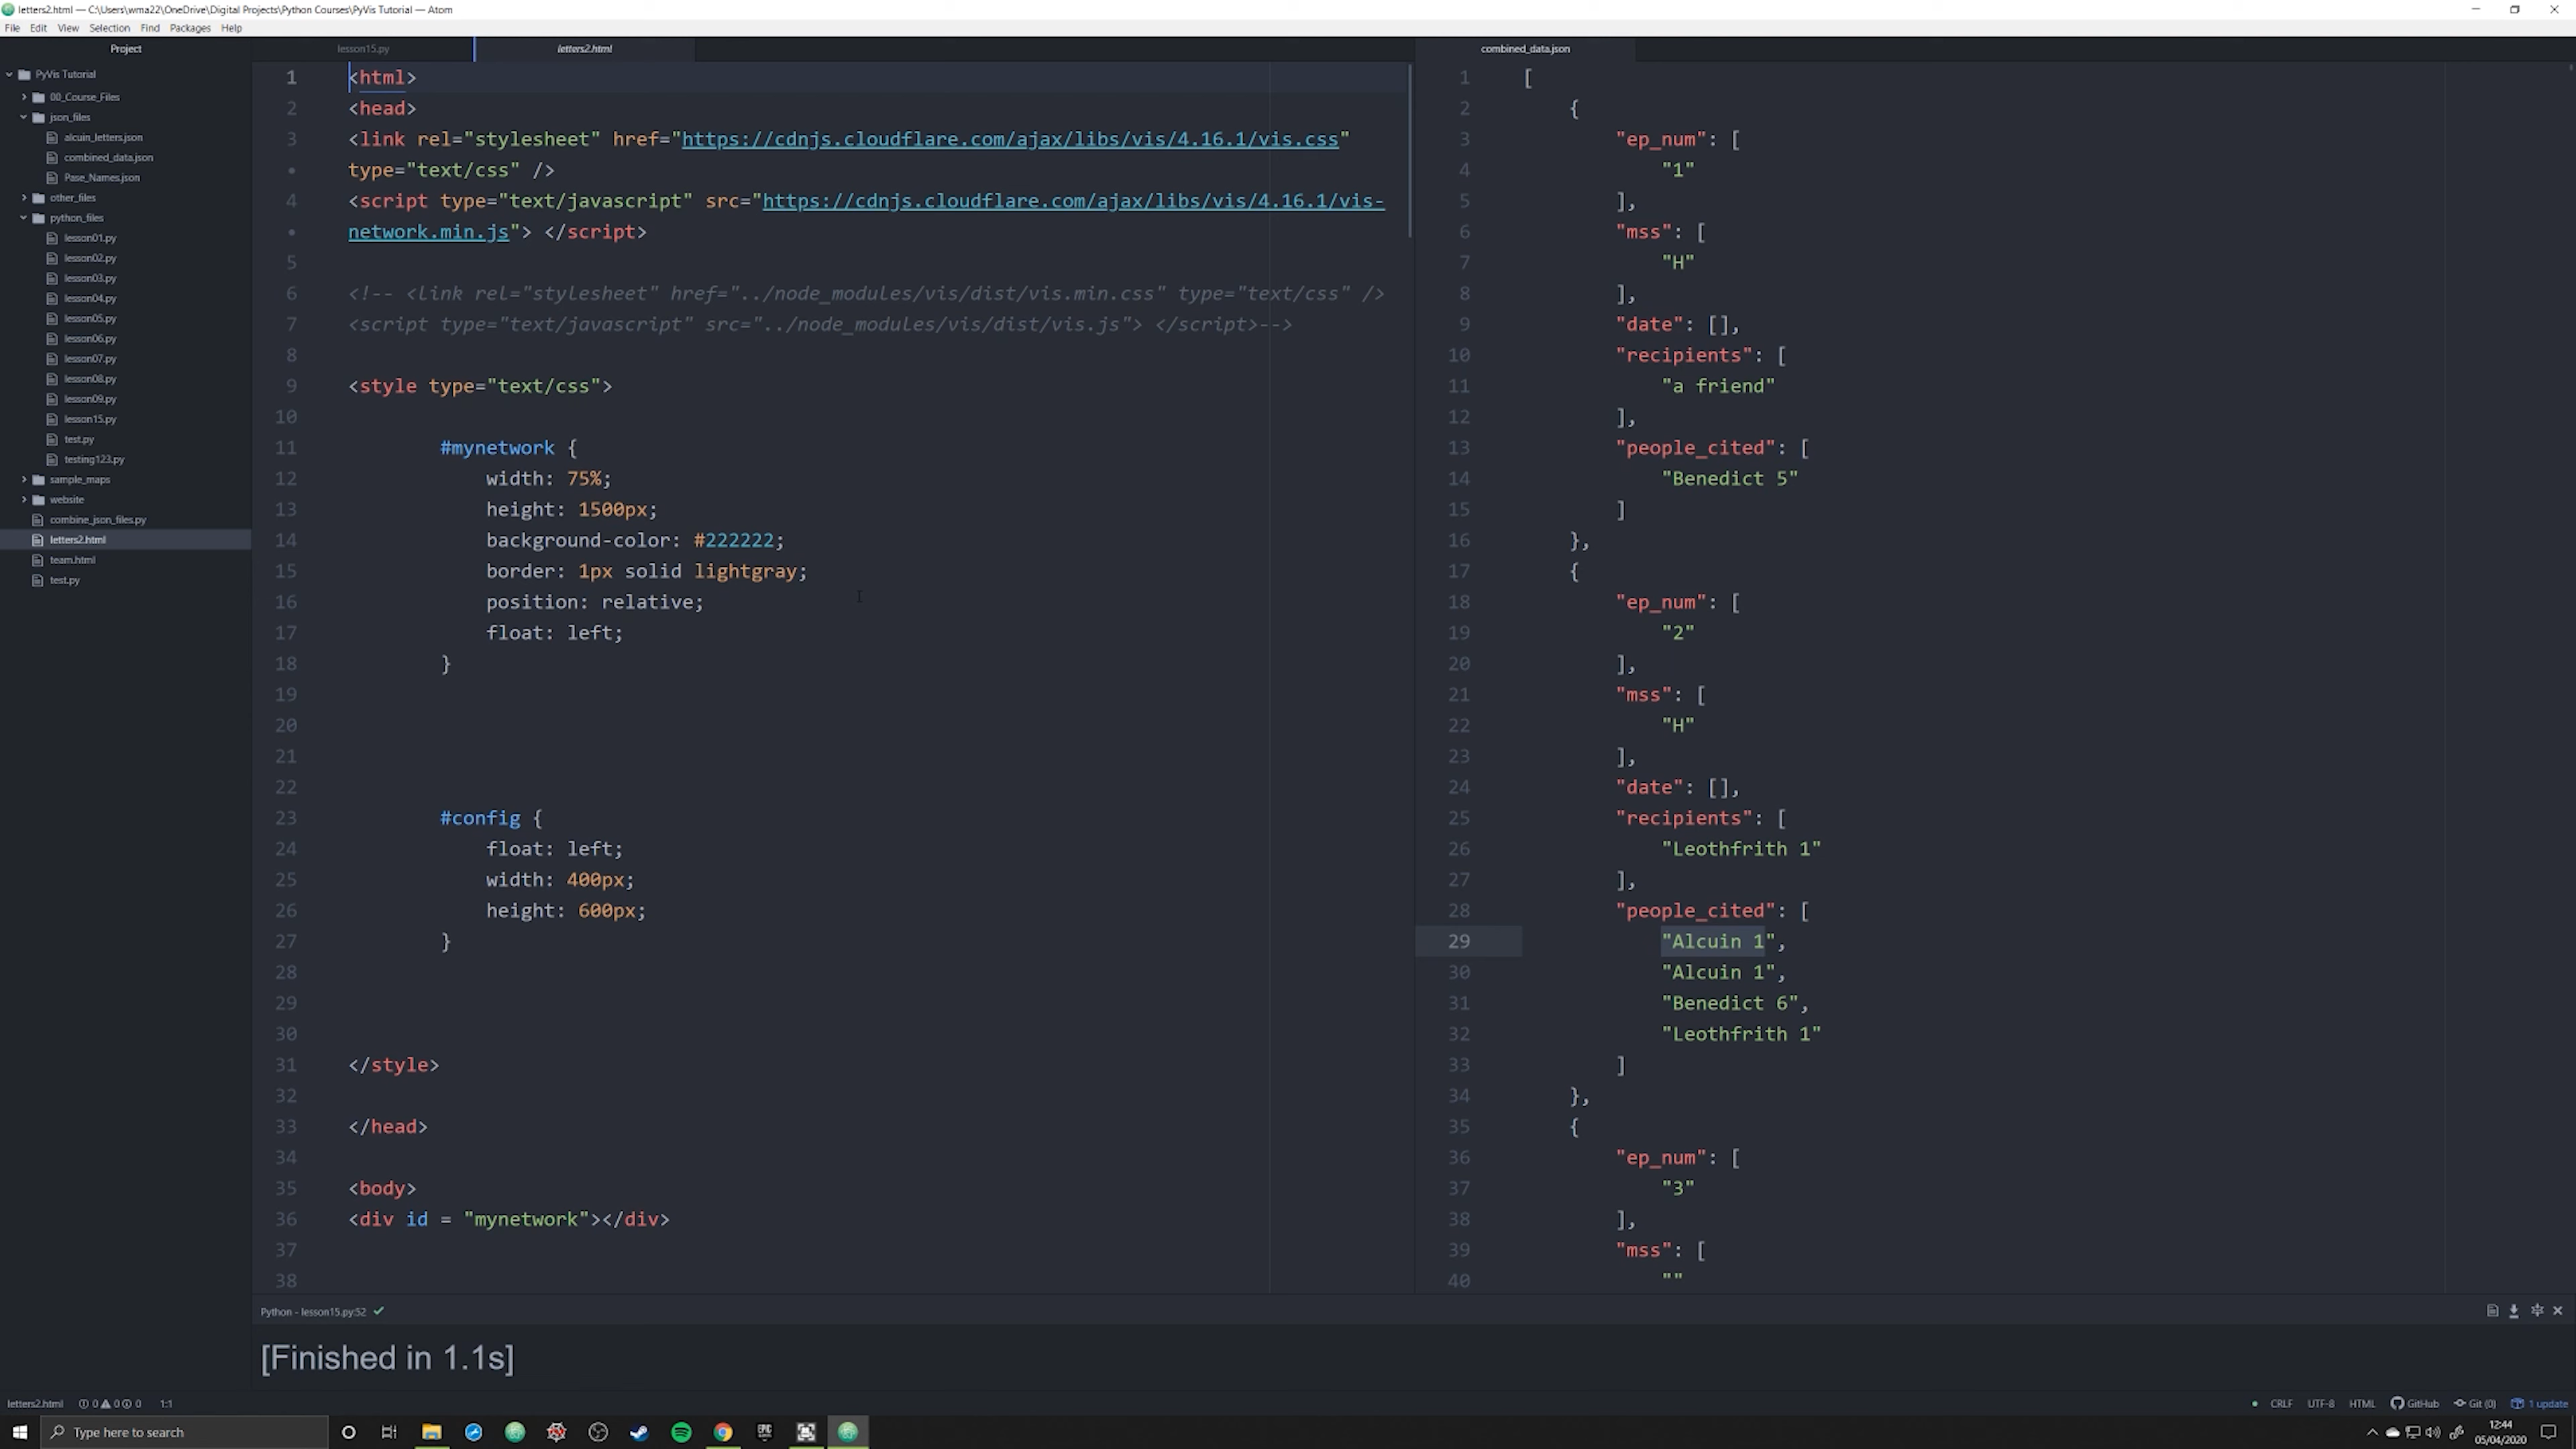 letters2.html — C:\Users\wma22\OneDrive\Digital Projects\Python Courses\PyVis Tutorial — Atom
File Edit View Selection Find Packages Help
Project
PyVis Tutorial
00_Course_Files
json_files
alcuin_letters.json
combined_data.json
Pase_Names.json
other_files
python_files
lesson01.py
lesson02.py
lesson03.py
lesson04.py
lesson05.py
lesson06.py
lesson07.py
lesson08.py
lesson09.py
lesson15.py
test.py
testing123.py
sample_maps
website
combine_json_files.py
letters2.html
team.html
test.py
lesson15.py letters2.html
1 <html>
2 <head>
3 <link rel="stylesheet" href="https://cdnjs.cloudflare.com/ajax/libs/vis/4.16.1/vis.css"
• type="text/css" />
4 <script type="text/javascript" src="https://cdnjs.cloudflare.com/ajax/libs/vis/4.16.1/vis-
• network.min.js"> </script>
5
6 <!-- <link rel="stylesheet" href="../node_modules/vis/dist/vis.min.css" type="text/css" />
7 <script type="text/javascript" src="../node_modules/vis/dist/vis.js"> </script>-->
8
9 <style type="text/css">
10
11 #mynetwork {
12 width: 75%;
13 height: 1500px;
14 background-color: #222222;
15 border: 1px solid lightgray;
16 position: relative;
17 float: left;
18 }
19
20
21
22
23 #config {
24 float: left;
25 width: 400px;
26 height: 600px;
27 }
28
29
30
31 </style>
32
33 </head>
34
35 <body>
36 <div id = "mynetwork"></div>
37
38
combined_data.json
1 [
2 {
3 "ep_num": [
4 "1"
5 ],
6 "mss": [
7 "H"
8 ],
9 "date": [],
10 "recipients": [
11 "a friend"
12 ],
13 "people_cited": [
14 "Benedict 5"
15 ]
16 },
17 {
18 "ep_num": [
19 "2"
20 ],
21 "mss": [
22 "H"
23 ],
24 "date": [],
25 "recipients": [
26 "Leothfrith 1"
27 ],
28 "people_cited": [
29 "Alcuin 1",
30 "Alcuin 1",
31 "Benedict 6",
32 "Leothfrith 1"
33 ]
34 },
35 {
36 "ep_num": [
37 "3"
38 ],
39 "mss": [
40 ""
Python - lesson15.py:52
[Finished in 1.1s]
letters2.html 0 0 0 1:1
CRLF UTF-8 HTML GitHub Git (0) 1 update
Type here to search
EPIC
12:44
05/04/2020